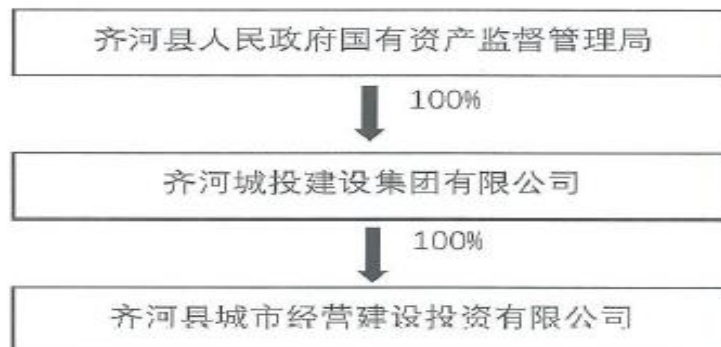 齐河县人民政府国有资产监督管理局
100%
齐河城投建设集团有限公司
100%
齐河县城市经营建设投资有限公司